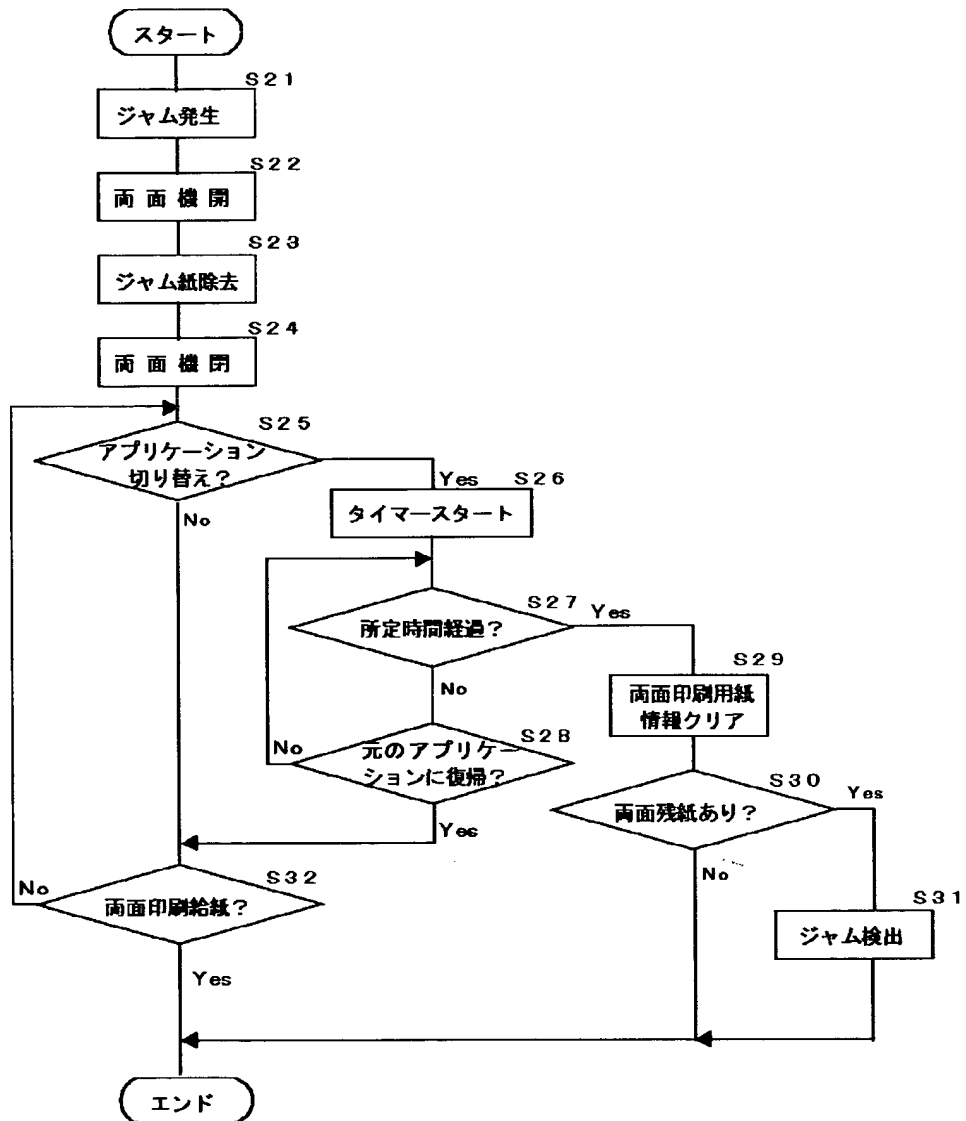 スタート
S21
ジャム発生
S22
両面機開
S23
ジャム紙除去
S24
両面機閉
S25
アプリケーション
切り替え？
Yes
No
S26
タイマースタート
S27
所定時間経過？
Yes
No
S28
元のアプリケー
ションに復帰？
No
Yes
S29
両面印刷用紙
情報クリア
S30
両面残紙あり？
Yes
No
S31
ジャム検出
S32
両面印刷給紙？
No
Yes
エンド